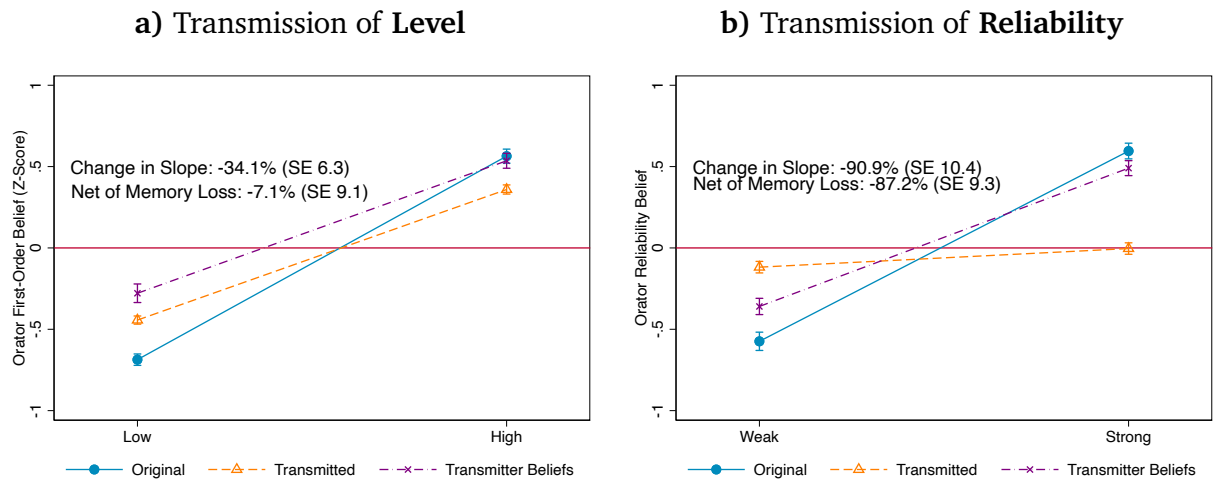 a) Transmission of Level
Orator First-Order Belief (Z-Score)
1
.5
0
-.5
-1
Change in Slope: -34.1% (SE 6.3)
Net of Memory Loss: -7.1% (SE 9.1)
Low High
Original Transmitted Transmitter Beliefs
b) Transmission of Reliability
Orator Reliability Belief
1
.5
0
-.5
-1
Change in Slope: -90.9% (SE 10.4)
Net of Memory Loss: -87.2% (SE 9.3)
Weak Strong
Original Transmitted Transmitter Beliefs